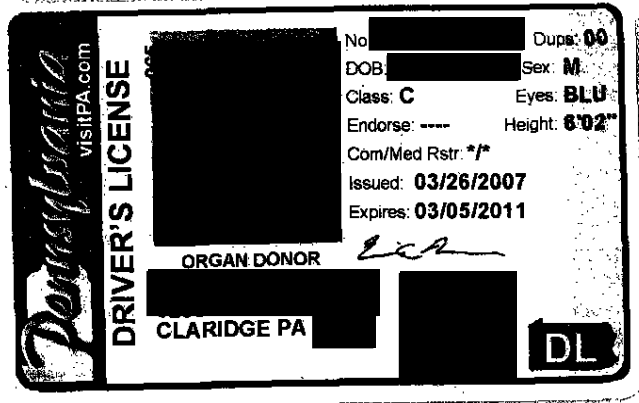 Pennsylvania
visitPA.com
DRIVER'S LICENSE
No
Dups: 00
DOB:
Sex: M
Class: C
Eyes: BLU
Endorse: ----
Height: 6'02"
Com/Med Rstr: */*
Issued: 03/26/2007
Expires: 03/05/2011
ORGAN DONOR
CLARIDGE PA
DL